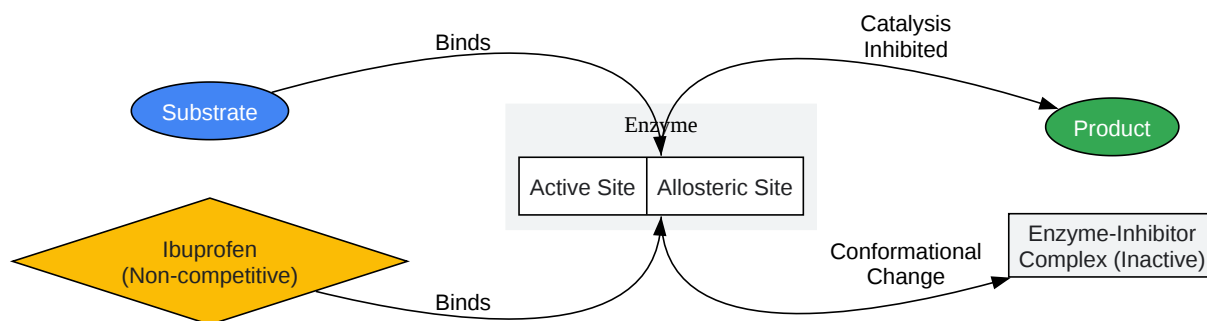 Binds
Catalysis
Inhibited
Substrate
Enzyme
Product
Active Site
Allosteric Site
Ibuprofen
(Non-competitive)
Binds
Conformational
Change
Enzyme-Inhibitor
Complex (Inactive)